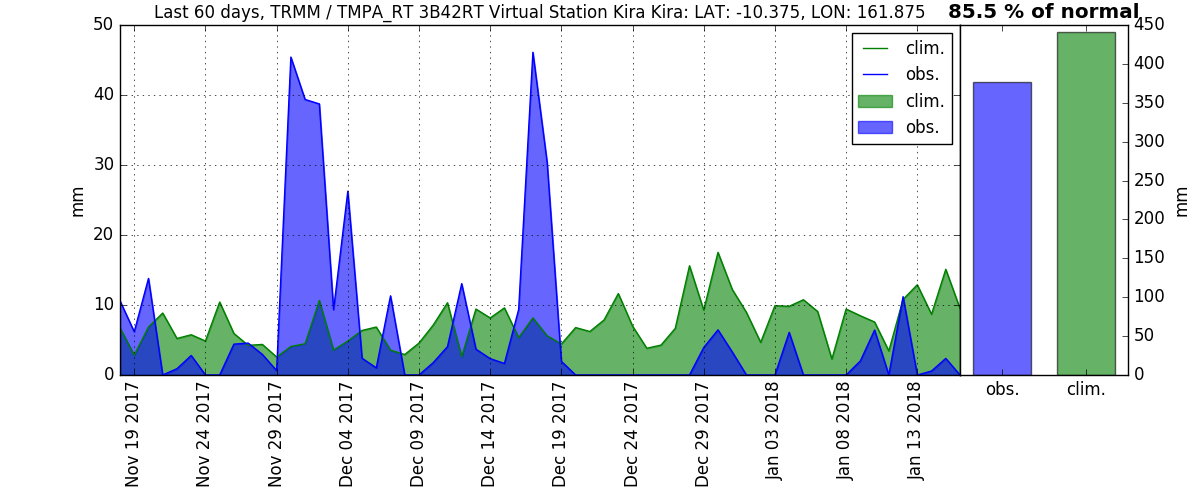 Last 60 days, TRMM / TMPA_RT 3B42RT Virtual Station Kira Kira: LAT: -10.375, LON: 161.875
85.5 % of normal
50
40
30
20
10
0
mm
clim.
obs.
clim.
obs.
450
400
350
300
250
200
150
100
50
0
mm
Nov 19 2017
Nov 24 2017
Nov 29 2017
Dec 04 2017
Dec 09 2017
Dec 14 2017
Dec 19 2017
Dec 24 2017
Dec 29 2017
Jan 03 2018
Jan 08 2018
Jan 13 2018
obs.
clim.